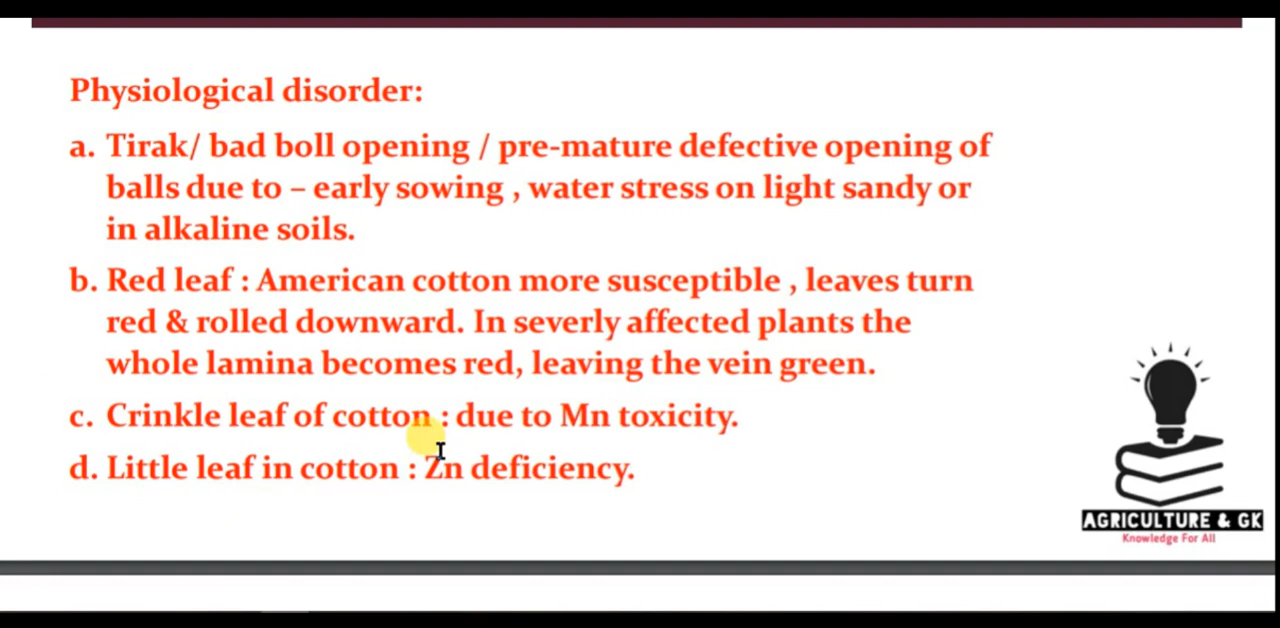 Physiological disorder:
a. Tirak/ bad boll opening / pre-mature defective opening of
balls due to – early sowing , water stress on light sandy or
in alkaline soils.
b. Red leaf : American cotton more susceptible , leaves turn
red & rolled downward. In severly affected plants the
whole lamina becomes red, leaving the vein green.
c. Crinkle leaf of cotton : due to Mn toxicity.
d. Little leaf in cotton : Zn deficiency.
AGRICULTURE & GK
Knowledge For All